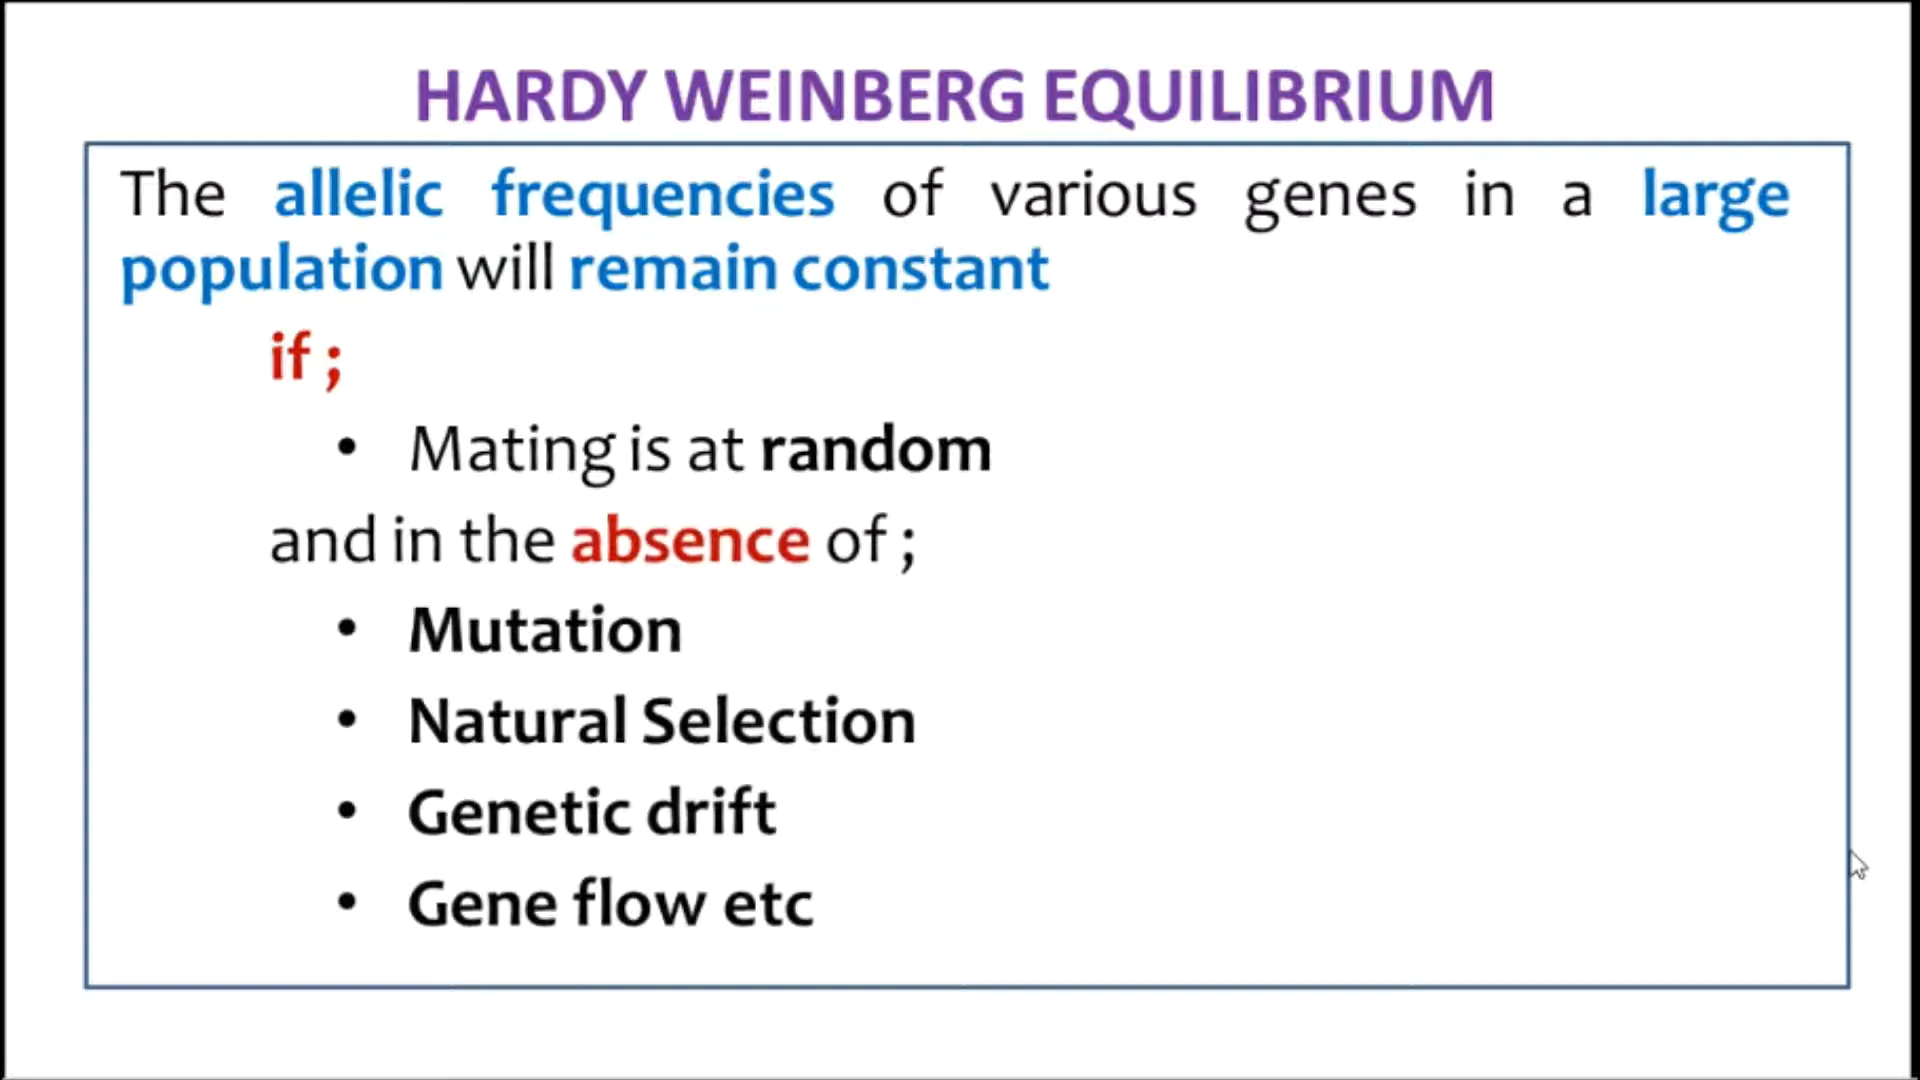 HARDY WEINBERG EQUILIBRIUM
The allelic frequencies of various genes in a large
population will remain constant
if ;
• Mating is at random
and in the absence of ;
• Mutation
• Natural Selection
• Genetic drift
• Gene flow etc